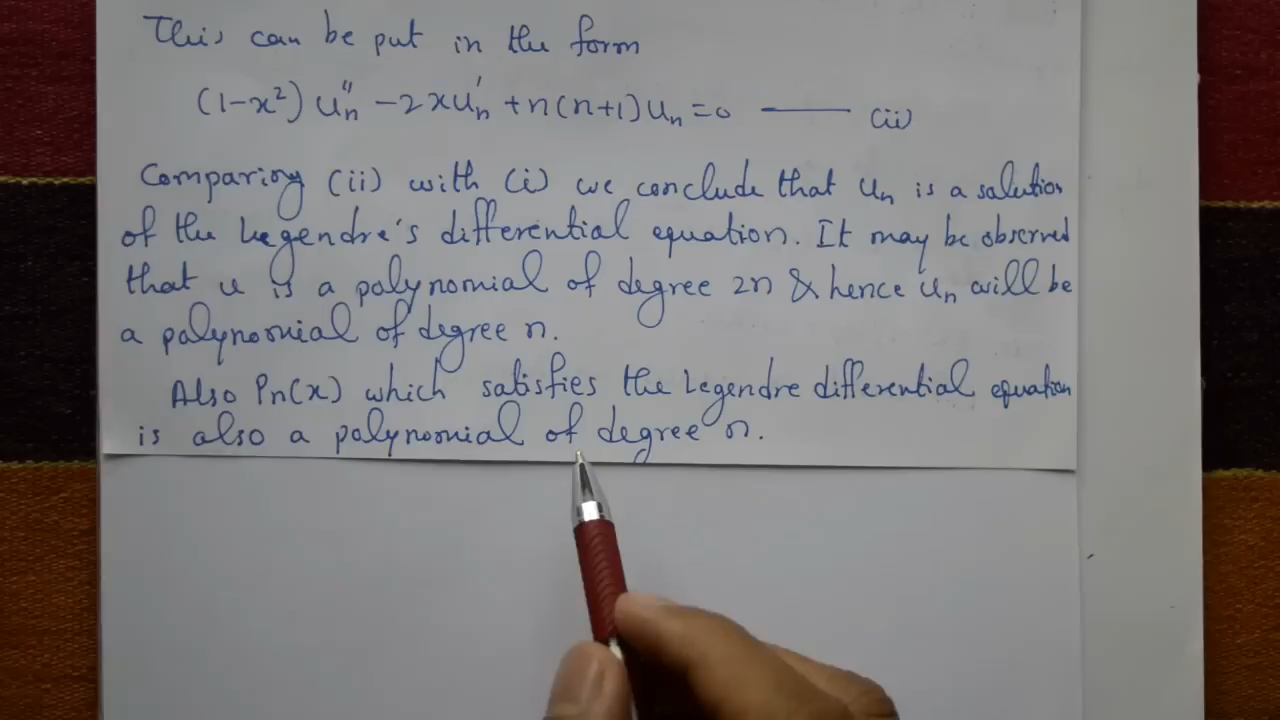 This can be put in the form
(1-x²) uₙ'' - 2xuₙ' + n(n+1)uₙ = 0 —— (ii)
Comparing (ii) with (i) we conclude that uₙ is a solution
of the Legendre's differential equation. It may be observed
that u is a polynomial of degree 2n & hence uₙ will be
a polynomial of degree n.
Also Pn(x) which satisfies the Legendre differential equation
is also a polynomial of degree n.